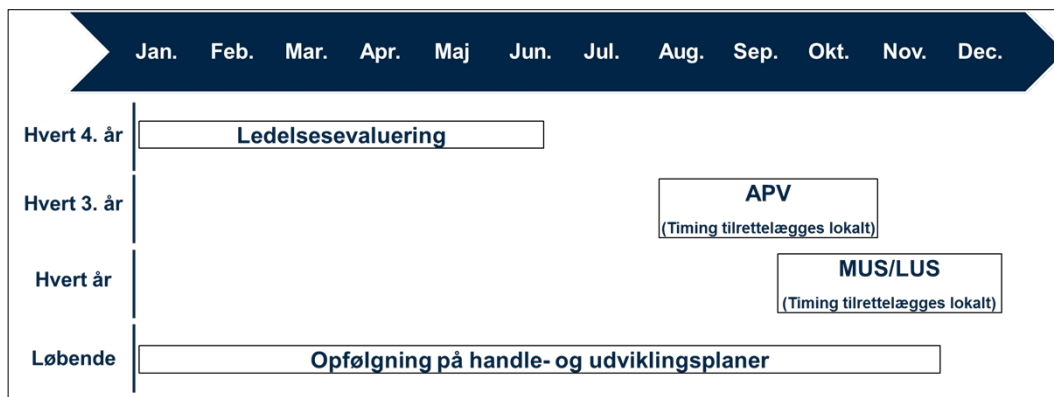 Jan. Feb. Mar. Apr. Maj Jun. Jul. Aug. Sep. Okt. Nov. Dec.
Hvert 4. år Ledelsesevaluering
Hvert 3. år APV
(Timing tilrettelægges lokalt)
Hvert år MUS/LUS
(Timing tilrettelægges lokalt)
Løbende Opfølgning på handle- og udviklingsplaner